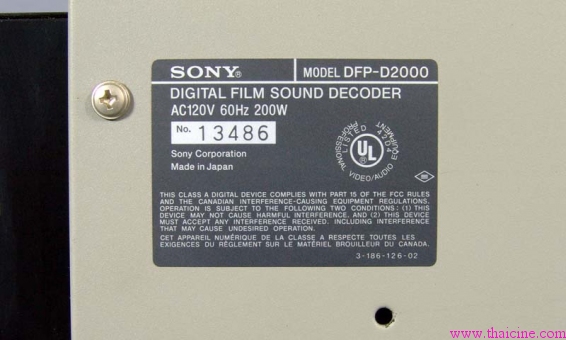 SONY® MODEL DFP-D2000
DIGITAL FILM SOUND DECODER
AC120V 60Hz 200W
No. 13486
Sony Corporation
Made in Japan
LISTED 4204
UL®
PROFESSIONAL VIDEO/AUDIO EQUIPMENT
THIS CLASS A DIGITAL DEVICE COMPLIES WITH PART 15 OF THE FCC RULES
AND THE CANADIAN INTERFERENCE-CAUSING EQUIPMENT REGULATIONS.
OPERATION IS SUBJECT TO THE FOLLOWING TWO CONDITIONS : (1) THIS
DEVICE MAY NOT CAUSE HARMFUL INTERFERENCE, AND (2) THIS DEVICE
MUST ACCEPT ANY INTERFERENCE RECEIVED, INCLUDING INTERFERENCE
THAT MAY CAUSE UNDESIRED OPERATION.
CET APPAREIL NUMÉRIQUE DE LA CLASSE A RESPECTE TOUTES LES
EXIGENCES DU RÈGLEMENT SUR LE MATÉRIEL BROUILLEUR DU CANADA.
3-186-126-02
www.thaicine.com